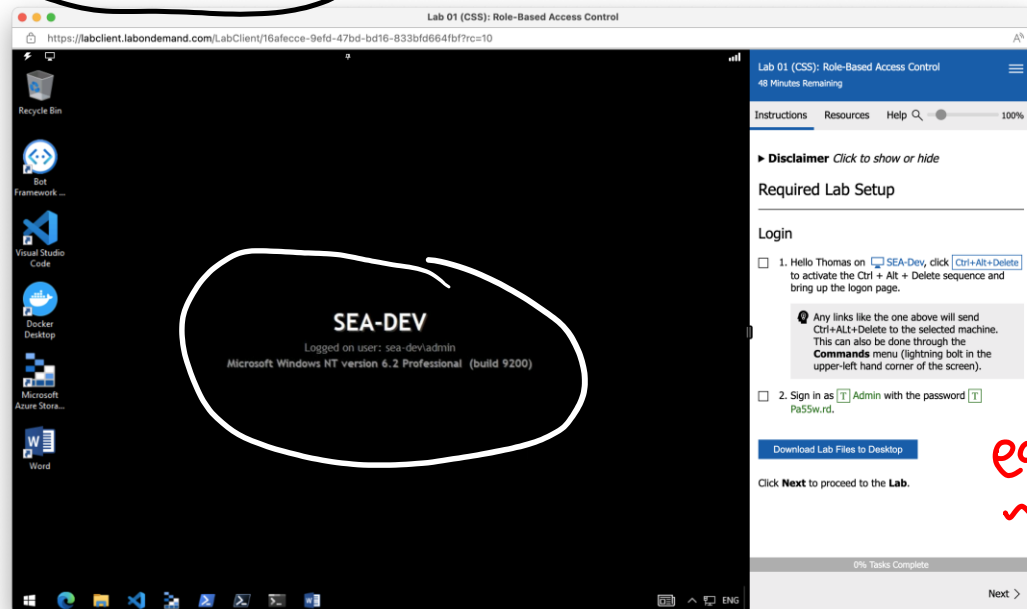 Lab 01 (CSS): Role-Based Access Control
https://labclient.labondemand.com/LabClient/16afecce-9efd-47bd-bd16-833bfd664fbf?rc=10
Recycle Bin
Bot
Framework ...
Visual Studio
Code
Docker
Desktop
Microsoft
Azure Stora...
Word
SEA-DEV
Logged on user: sea-dev\admin
Microsoft Windows NT version 6.2 Professional (build 9200)
ENG
Lab 01 (CSS): Role-Based Access Control
48 Minutes Remaining
Instructions Resources Help 100%
Disclaimer Click to show or hide
Required Lab Setup
Login
1. Hello Thomas on SEA-Dev, click Ctrl+Alt+Delete
to activate the Ctrl + Alt + Delete sequence and
bring up the logon page.
Any links like the one above will send
Ctrl+ALt+Delete to the selected machine.
This can also be done through the
Commands menu (lightning bolt in the
upper-left hand corner of the screen).
2. Sign in as T Admin with the password T
Pa55w.rd.
Download Lab Files to Desktop
Click Next to proceed to the Lab.
0% Tasks Complete
Next >